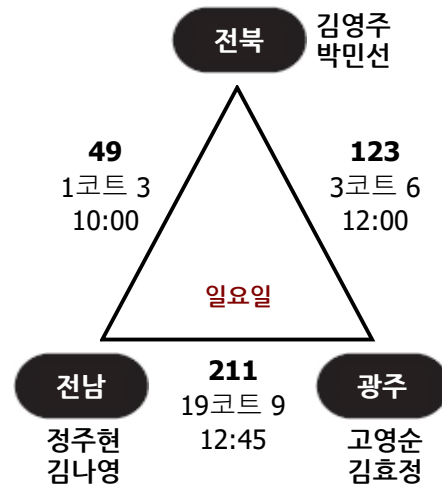 전북
김영주
박민선
49
1코트 3
10:00
123
3코트 6
12:00
일요일
전남
정주현
김나영
211
19코트 9
12:45
광주
고영순
김효정